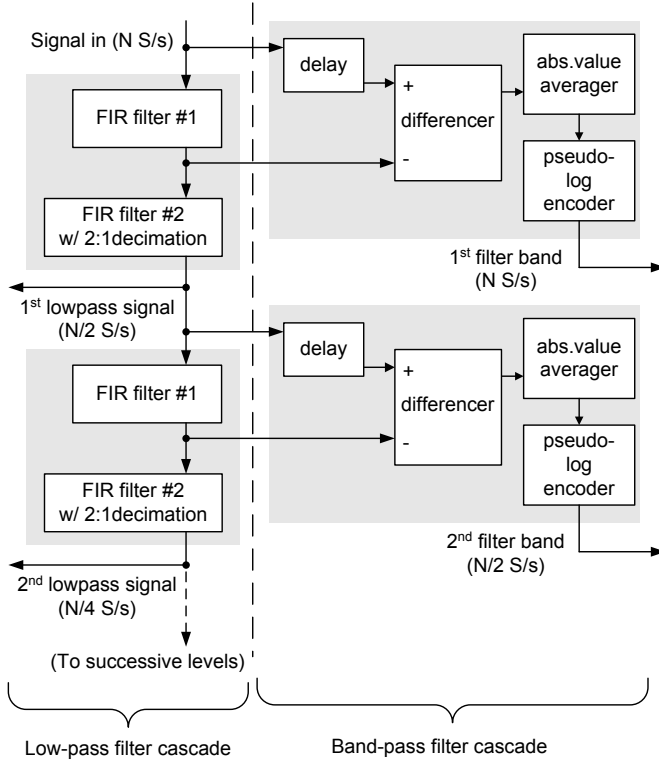 Signal in (N S/s)
delay
+
differencer
-
abs.value
averager
pseudo-
log
encoder
FIR filter #1
FIR filter #2
w/ 2:1decimation
1st filter band
(N S/s)
1st lowpass signal
(N/2 S/s)
delay
+
differencer
-
abs.value
averager
pseudo-
log
encoder
FIR filter #1
FIR filter #2
w/ 2:1decimation
2nd filter band
(N/2 S/s)
2nd lowpass signal
(N/4 S/s)
(To successive levels)
Low-pass filter cascade
Band-pass filter cascade